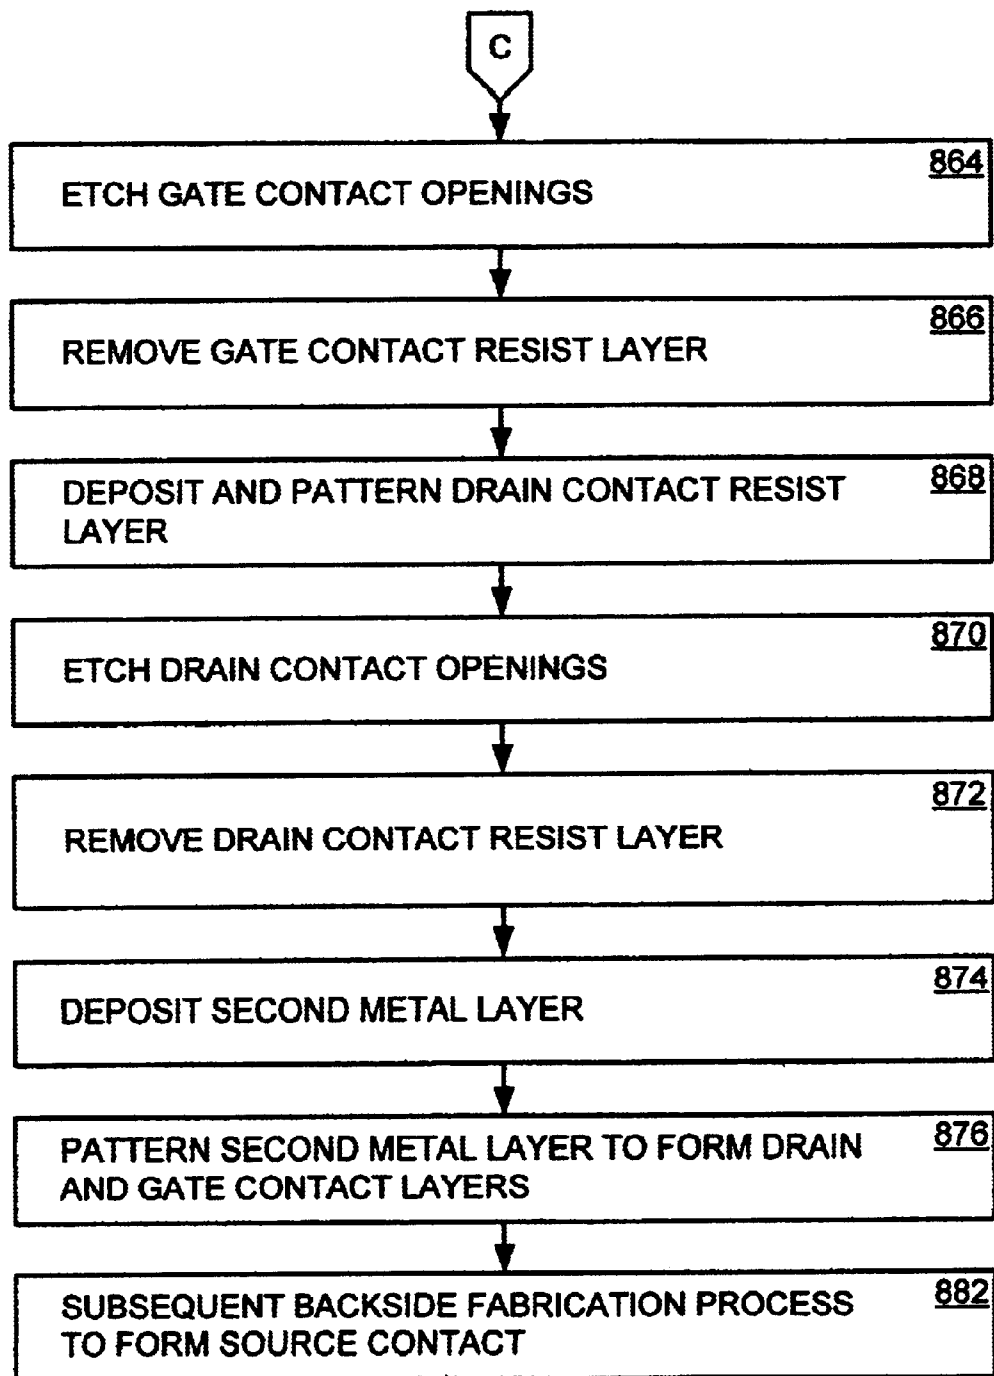 C
864
ETCH GATE CONTACT OPENINGS
866
REMOVE GATE CONTACT RESIST LAYER
868
DEPOSIT AND PATTERN DRAIN CONTACT RESIST
LAYER
870
ETCH DRAIN CONTACT OPENINGS
872
REMOVE DRAIN CONTACT RESIST LAYER
874
DEPOSIT SECOND METAL LAYER
876
PATTERN SECOND METAL LAYER TO FORM DRAIN
AND GATE CONTACT LAYERS
882
SUBSEQUENT BACKSIDE FABRICATION PROCESS
TO FORM SOURCE CONTACT